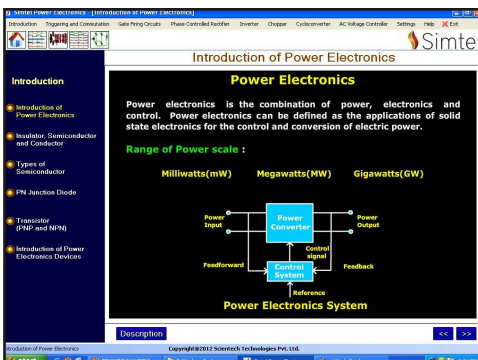 Simtel Power Electronics - [Introduction of Power Electronics]
Introduction Triggering and Commutation Gate Firing Circuits Phase Controlled Rectifier Inverter Chopper Cycloconverter AC Voltage Controller Settings Help Exit
Simte
Introduction of Power Electronics
Introduction
Introduction of
Power Electronics
Insulator, Semiconductor
and Conductor
Types of
Semiconductor
PN Junction Diode
Transistor
(PNP and NPN)
Introduction of Power
Electronics Devices
Power Electronics
Power electronics is the combination of power, electronics and
control. Power electronics can be defined as the applications of solid
state electronics for the control and conversion of electric power.
Range of Power scale :
Milliwatts(mW) Megawatts(MW) Gigawatts(GW)
Power
Input
Power
Converter
Power
Output
Control
signal
Feedforward
Control
System
Feedback
Reference
Power Electronics System
Description
<< >>
Introduction of Power Electronics Copyright@2012 Scientech Technologies Pvt. Ltd.
start